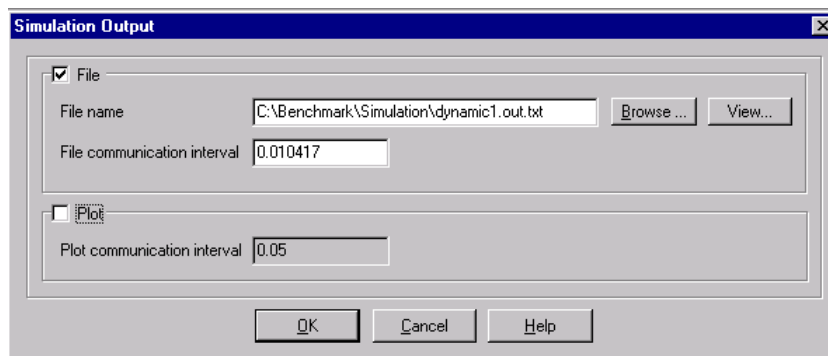 Simulation Output
File
File name C:\Benchmark\Simulation\dynamic1.out.txt Browse ... View...
File communication interval 0.010417
Plot
Plot communication interval 0.05
OK Cancel Help